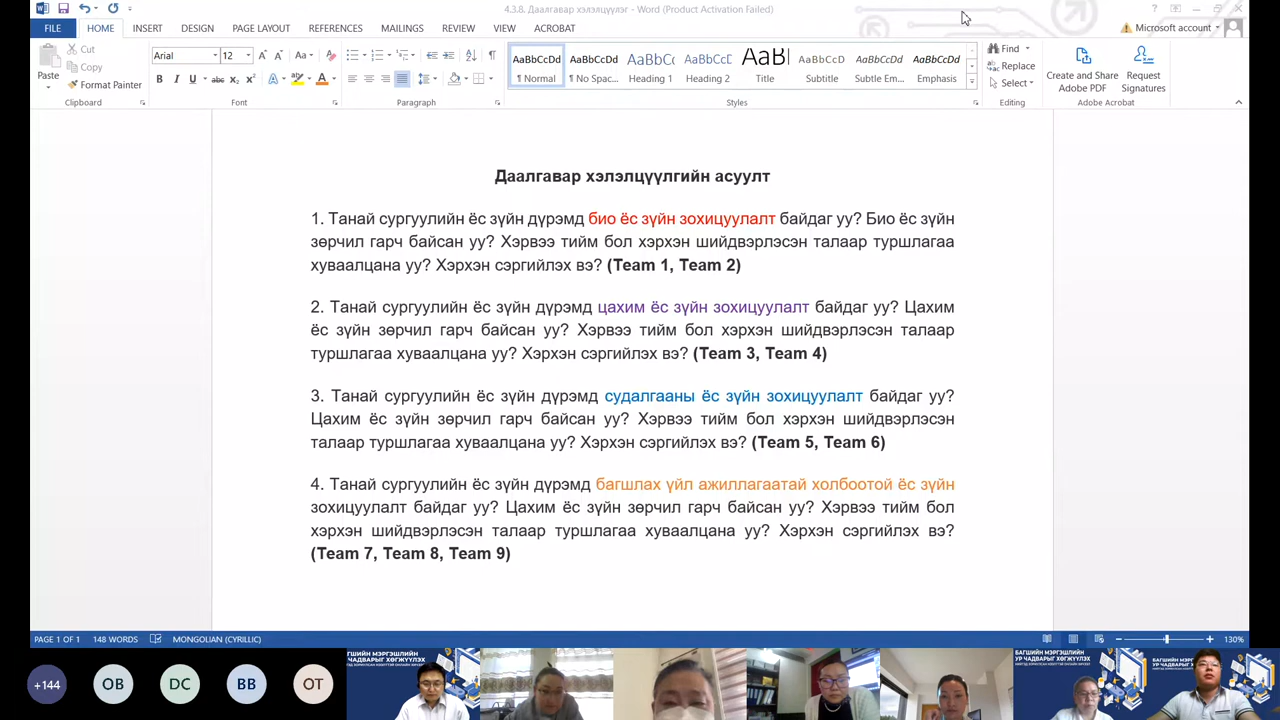 4.3.8. Даалгавар хэлэлцүүлэг - Word (Product Activation Failed)
FILE HOME INSERT DESIGN PAGE LAYOUT REFERENCES MAILINGS REVIEW VIEW ACROBAT
Microsoft account
Paste
Cut
Copy
Format Painter
Clipboard
Arial 12
Font
Paragraph
AaBbCcDd AaBbCcDd AaBbCc AaBbCcC AaBl AaBbCcD AaBbCcDd AaBbCcDd
¶ Normal ¶ No Spac... Heading 1 Heading 2 Title Subtitle Subtle Em... Emphasis
Styles
Find
Replace
Select
Editing
Create and Share
Adobe PDF
Request
Signatures
Adobe Acrobat
Даалгавар хэлэлцүүлгийн асуулт
1. Танай сургуулийн ёс зүйн дүрэмд био ёс зүйн зохицуулалт байдаг уу? Био ёс зүйн
зөрчил гарч байсан уу? Хэрвээ тийм бол хэрхэн шийдвэрлэсэн талаар туршлагаа
хуваалцана уу? Хэрхэн сэргийлэх вэ? (Team 1, Team 2)
2. Танай сургуулийн ёс зүйн дүрэмд цахим ёс зүйн зохицуулалт байдаг уу? Цахим
ёс зүйн зөрчил гарч байсан уу? Хэрвээ тийм бол хэрхэн шийдвэрлэсэн талаар
туршлагаа хуваалцана уу? Хэрхэн сэргийлэх вэ? (Team 3, Team 4)
3. Танай сургуулийн ёс зүйн дүрэмд судалгааны ёс зүйн зохицуулалт байдаг уу?
Цахим ёс зүйн зөрчил гарч байсан уу? Хэрвээ тийм бол хэрхэн шийдвэрлэсэн
талаар туршлагаа хуваалцана уу? Хэрхэн сэргийлэх вэ? (Team 5, Team 6)
4. Танай сургуулийн ёс зүйн дүрэмд багшлах үйл ажиллагаатай холбоотой ёс зүйн
зохицуулалт байдаг уу? Цахим ёс зүйн зөрчил гарч байсан уу? Хэрвээ тийм бол
хэрхэн шийдвэрлэсэн талаар туршлагаа хуваалцана уу? Хэрхэн сэргийлэх вэ?
(Team 7, Team 8, Team 9)
PAGE 1 OF 1 148 WORDS MONGOLIAN (CYRILLIC) 130%
+144 OB DC BB OT
БАГШИЙН МЭРГЭШЛИЙН
УР ЧАДВАРЫГ ХӨГЖҮҮЛЭХ